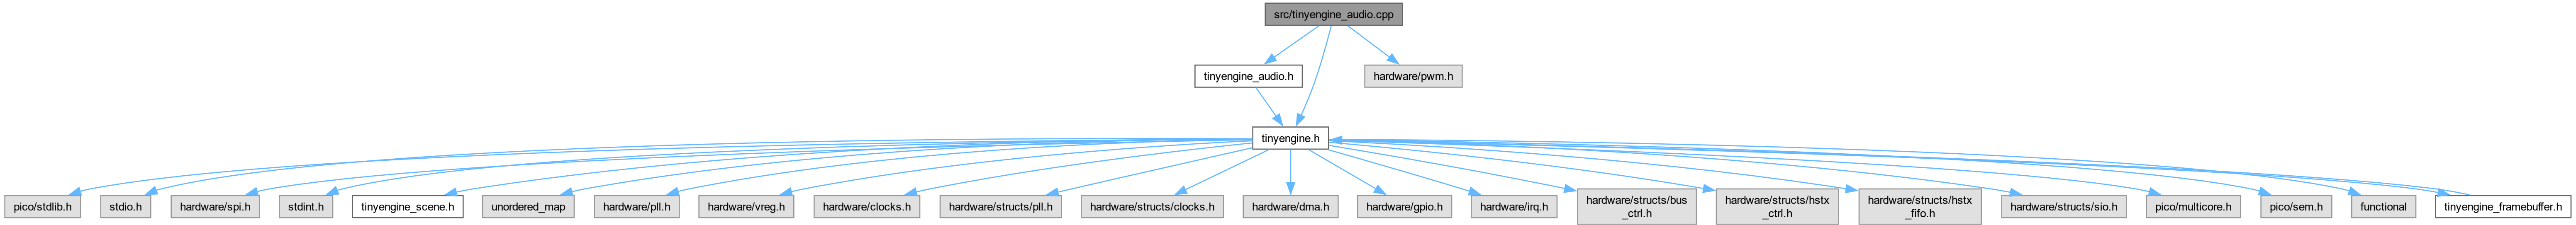 src/tinyengine_audio.cpp
tinyengine_audio.h
hardware/pwm.h
tinyengine.h
pico/stdlib.h
stdio.h
hardware/spi.h
stdint.h
tinyengine_scene.h
unordered_map
hardware/pll.h
hardware/vreg.h
hardware/clocks.h
hardware/structs/pll.h
hardware/structs/clocks.h
hardware/dma.h
hardware/gpio.h
hardware/irq.h
hardware/structs/bus
_ctrl.h
hardware/structs/hstx
_ctrl.h
hardware/structs/hstx
_fifo.h
hardware/structs/sio.h
pico/multicore.h
pico/sem.h
functional
tinyengine_framebuffer.h